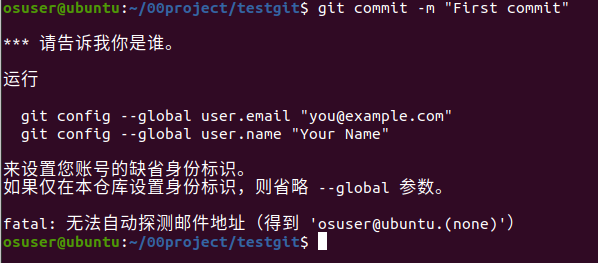 osuser@ubuntu:~/00project/testgit$ git commit -m "First commit"
*** 请告诉我你是谁。
运行
git config --global user.email "you@example.com"
git config --global user.name "Your Name"
来设置您账号的缺省身份标识。
如果仅在本仓库设置身份标识，则省略 --global 参数。
fatal: 无法自动探测邮件地址（得到 'osuser@ubuntu.(none)'）
osuser@ubuntu:~/00project/testgit$